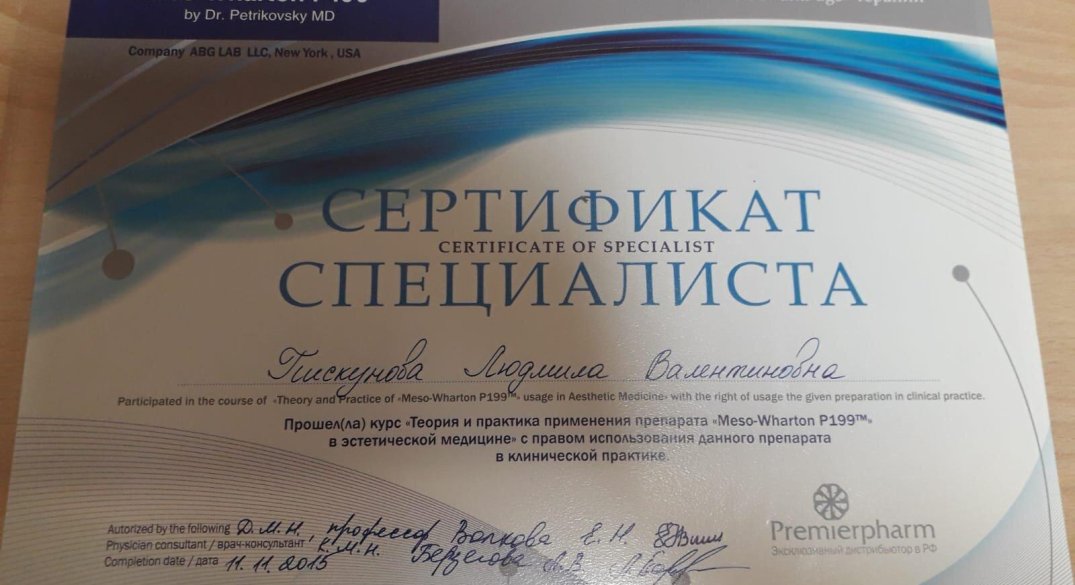 by Dr. Petrikovsky MD
Company ABG LAB LLC, New York , USA
СЕРТИФИКАТ
CERTIFICATE OF SPECIALIST
СПЕЦИАЛИСТА
Пискунова Людмила Валентиновна
Participated in the course of «Theory and Practice of «Meso-Wharton P199™» usage in Aesthetic Medicine» with the right of usage the given preparation in clinical practice.
Прошел(ла) курс «Теория и практика применения препарата «Meso-Wharton P199™»
в эстетической медицине» с правом использования данного препарата
в клинической практике.
Autorized by the following Д.М.Н., профессор Волкова Е.Н.
Physician consultant / врач-консультант К.М.Н.
Completion date / дата 11.11.2015
Premierpharm
Эксклюзивный дистрибьютор в РФ